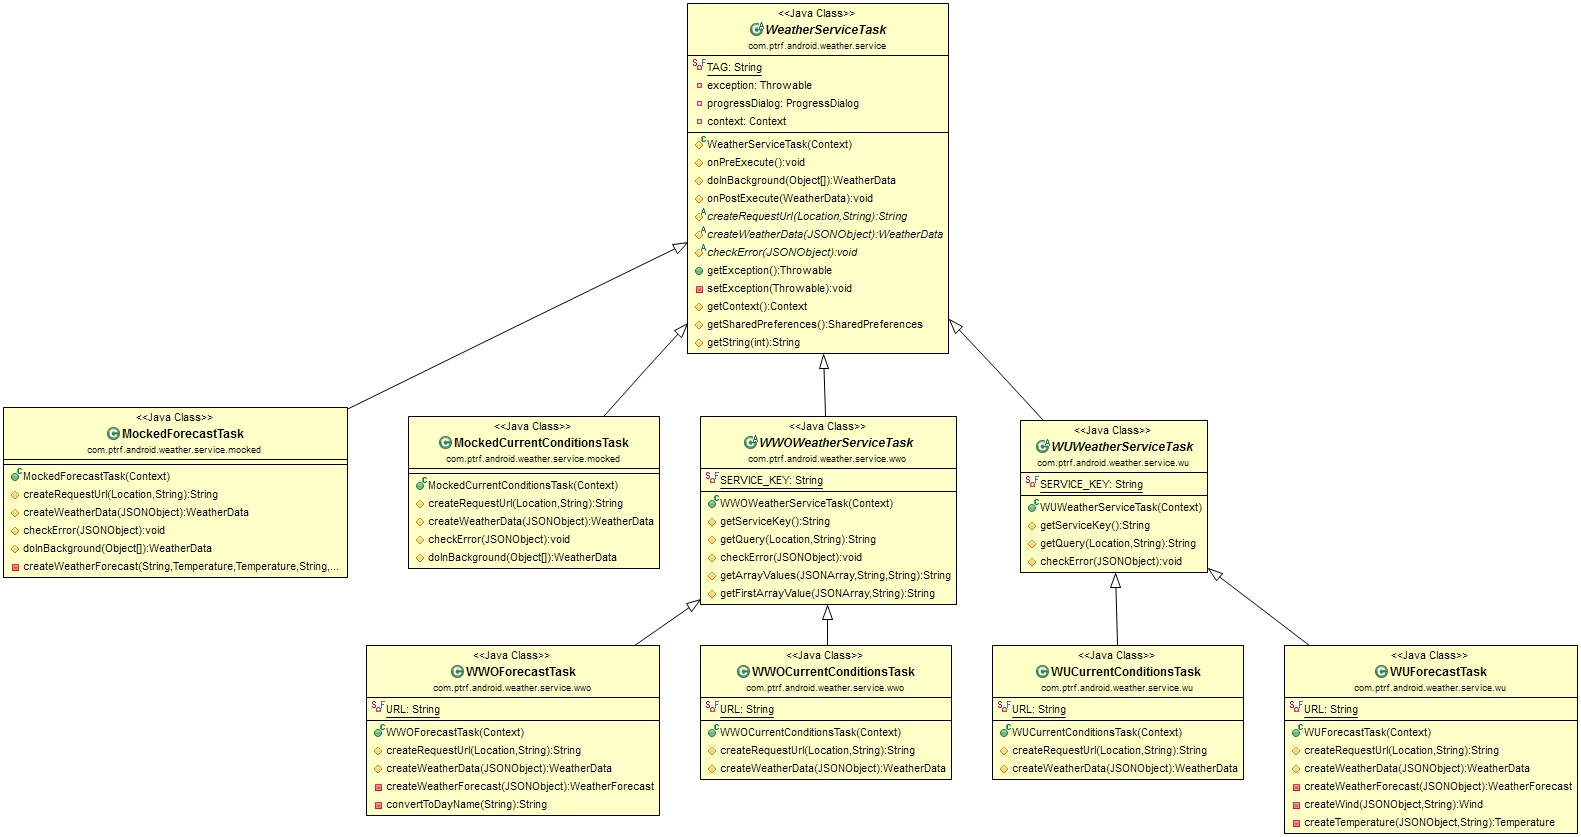 <<Java Class>>
WeatherServiceTask
com.ptrf.android.weather.service
TAG: String
exception: Throwable
progressDialog: ProgressDialog
context: Context
WeatherServiceTask(Context)
onPreExecute():void
doInBackground(Object[]):WeatherData
onPostExecute(WeatherData):void
createRequestUrl(Location,String):String
createWeatherData(JSONObject):WeatherData
checkError(JSONObject):void
getException():Throwable
setException(Throwable):void
getContext():Context
getSharedPreferences():SharedPreferences
getString(int):String
<<Java Class>>
MockedForecastTask
com.ptrf.android.weather.service.mocked
MockedForecastTask(Context)
createRequestUrl(Location,String):String
createWeatherData(JSONObject):WeatherData
checkError(JSONObject):void
doInBackground(Object[]):WeatherData
createWeatherForecast(String,Temperature,Temperature,String,...
<<Java Class>>
MockedCurrentConditionsTask
com.ptrf.android.weather.service.mocked
MockedCurrentConditionsTask(Context)
createRequestUrl(Location,String):String
createWeatherData(JSONObject):WeatherData
checkError(JSONObject):void
doInBackground(Object[]):WeatherData
<<Java Class>>
WWOWeatherServiceTask
com.ptrf.android.weather.service.wwo
SERVICE_KEY: String
WWOWeatherServiceTask(Context)
getServiceKey():String
getQuery(Location,String):String
checkError(JSONObject):void
getArrayValues(JSONArray,String,String):String
getFirstArrayValue(JSONArray,String):String
<<Java Class>>
WUWeatherServiceTask
com.ptrf.android.weather.service.wu
SERVICE_KEY: String
WUWeatherServiceTask(Context)
getServiceKey():String
getQuery(Location,String):String
checkError(JSONObject):void
<<Java Class>>
WWOForecastTask
com.ptrf.android.weather.service.wwo
URL: String
WWOForecastTask(Context)
createRequestUrl(Location,String):String
createWeatherData(JSONObject):WeatherData
createWeatherForecast(JSONObject):WeatherForecast
convertToDayName(String):String
<<Java Class>>
WWOCurrentConditionsTask
com.ptrf.android.weather.service.wwo
URL: String
WWOCurrentConditionsTask(Context)
createRequestUrl(Location,String):String
createWeatherData(JSONObject):WeatherData
<<Java Class>>
WUCurrentConditionsTask
com.ptrf.android.weather.service.wu
URL: String
WUCurrentConditionsTask(Context)
createRequestUrl(Location,String):String
createWeatherData(JSONObject):WeatherData
<<Java Class>>
WUForecastTask
com.ptrf.android.weather.service.wu
URL: String
WUForecastTask(Context)
createRequestUrl(Location,String):String
createWeatherData(JSONObject):WeatherData
createWeatherForecast(JSONObject):WeatherForecast
createWind(JSONObject,String):Wind
createTemperature(JSONObject,String):Temperature